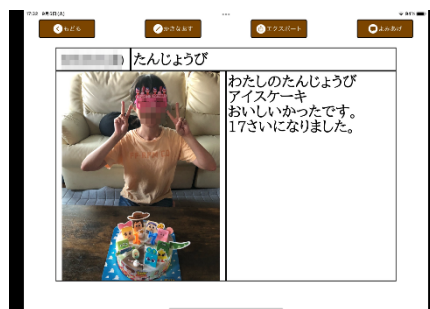 もどる
かきなおす
エクスポート
よみあげ
たんじょうび
わたしのたんじょうび
アイスケーキ
おいしいかったです。
17さいになりました。